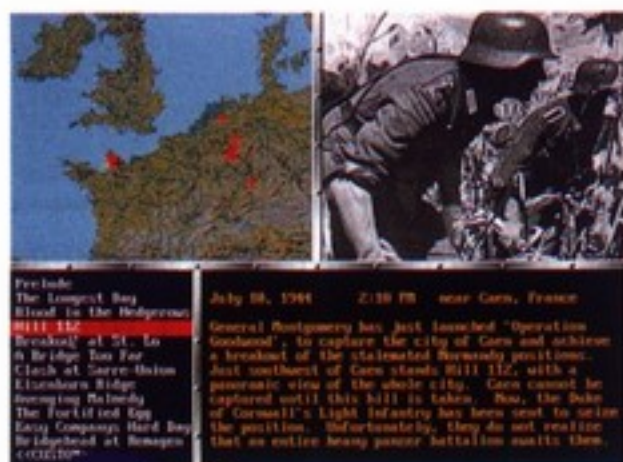 Prelude
The Longest Day
Blood in the Hedgerows
Hill 112
Breakout at St. Lo
A Bridge Too Far
Clash at Sarre-Union
Elsenborn Ridge
Avenging Malmedy
The Fortified Egg
Easy Companys Hard Day
Bridgehead at Remagen
<<CUSTOM>
July 10, 1944 2:10 PM near Caen, France
General Montgomery has just launched 'Operation
Goodwood', to capture the city of Caen and achieve
a breakout of the stalemated Normandy positions.
Just southwest of Caen stands Hill 112, with a
panoramic view of the whole city. Caen cannot be
captured until this hill is taken. Now, the Duke
of Cornwall's Light Infantry has been sent to seize
the position. Unfortunately, they do not realize
that an entire heavy panzer battalion awaits them.